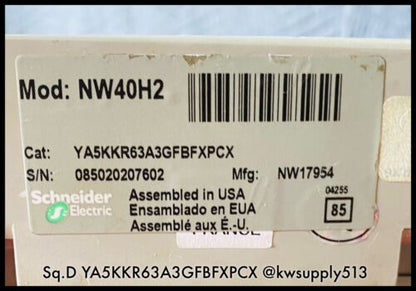 Mod: NW40H2
Cat: YA5KKR63A3GFBFXPCX
S/N: 085020207602 Mfg: NW17954
Schneider Electric
Assembled in USA
Ensamblado en EUA
Assemblé aux É.-U.
04255
85
FRANCE
Sq.D YA5KKR63A3GFBFXPCX @kwsupply513